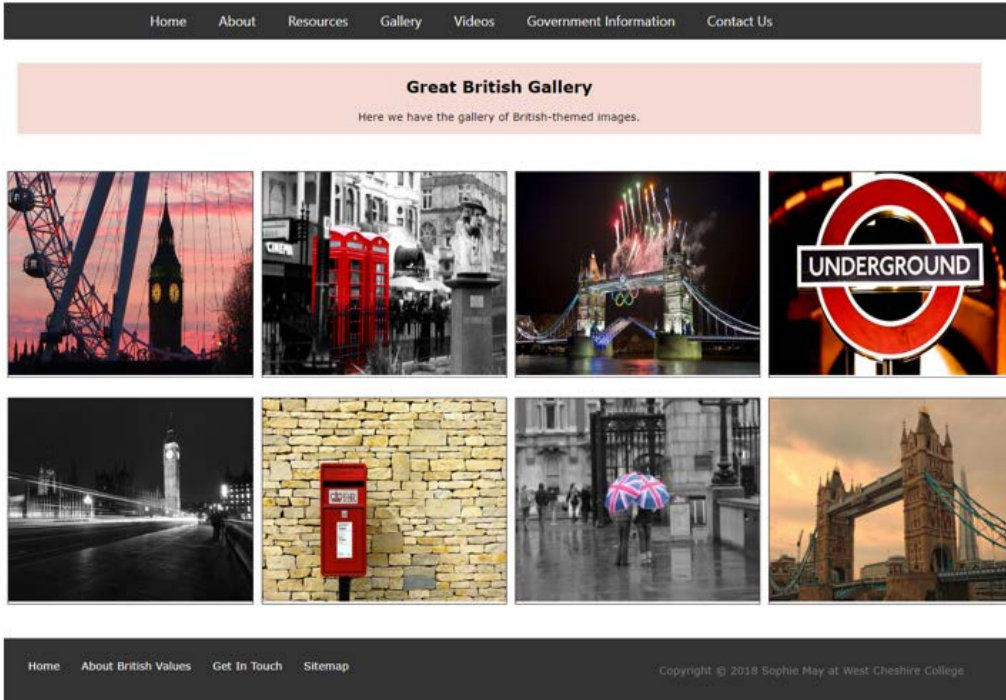 Home About Resources Gallery Videos Government Information Contact Us
Great British Gallery
Here we have the gallery of British-themed images.
UNDERGROUND
Home About British Values Get In Touch Sitemap
Copyright © 2018 Sophie May at West Cheshire College